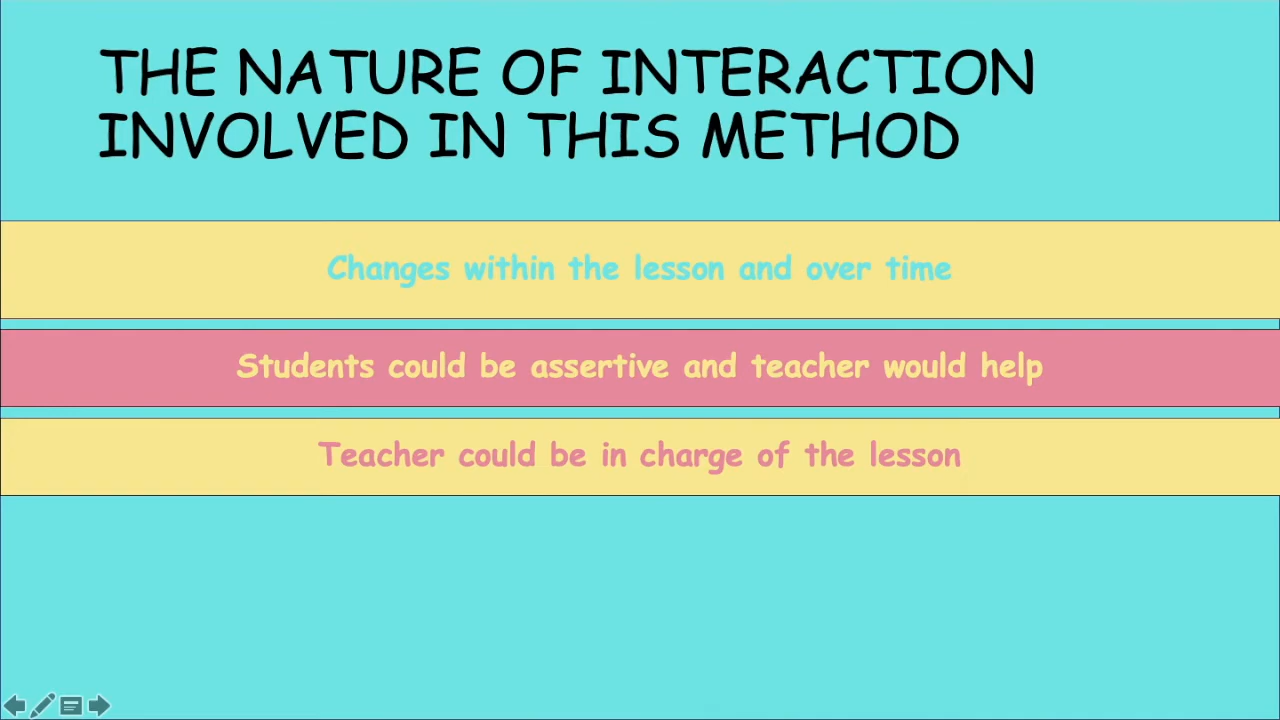 THE NATURE OF INTERACTION
INVOLVED IN THIS METHOD
Changes within the lesson and over time
Students could be assertive and teacher would help
Teacher could be in charge of the lesson